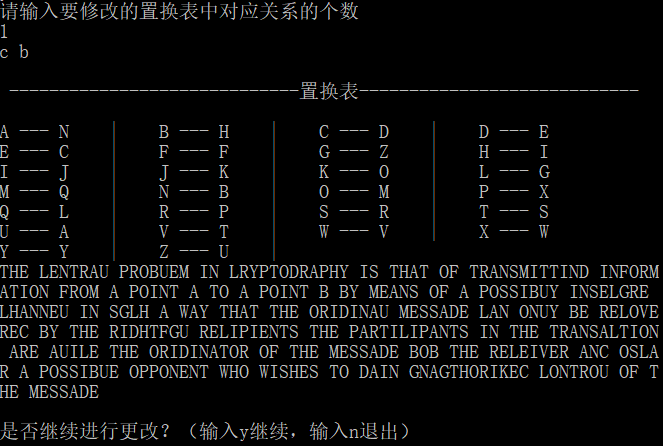 请输入要修改的置换表中对应关系的个数
1
c b
-----------------------------置换表----------------------------
A --- N | B --- H | C --- D | D --- E
E --- C | F --- F | G --- Z | H --- I
I --- J | J --- K | K --- O | L --- G
M --- Q | N --- B | O --- M | P --- X
Q --- L | R --- P | S --- R | T --- S
U --- A | V --- T | W --- V | X --- W
Y --- Y | Z --- U |
THE LENTRAU PROBUEM IN LRYPTODRAPHY IS THAT OF TRANSMITTIND INFORM
ATION FROM A POINT A TO A POINT B BY MEANS OF A POSSIBUY INSELGRE
LHANNEU IN SGLH A WAY THAT THE ORIDINAU MESSADE LAN ONUY BE RELOVE
REC BY THE RIDHTFGU RELIPIENTS THE PARTILIPANTS IN THE TRANSALTION
 ARE AUILE THE ORIDINATOR OF THE MESSADE BOB THE RELEIVER ANC OSLA
R A POSSIBUE OPPONENT WHO WISHES TO DAIN GNAGTHORIKEC LONTROU OF T
HE MESSADE
是否继续进行更改？（输入y继续，输入n退出）